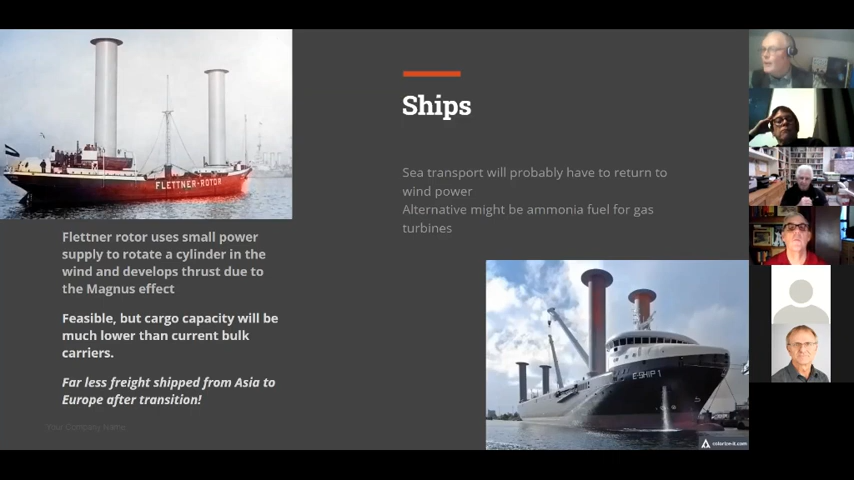 FLETTNER-ROTOR
Flettner rotor uses small power
supply to rotate a cylinder in the
wind and develops thrust due to
the Magnus effect
Feasible, but cargo capacity will be
much lower than current bulk
carriers.
Far less freight shipped from Asia to
Europe after transition!
Your Company Name
Ships
Sea transport will probably have to return to
wind power
Alternative might be ammonia fuel for gas
turbines
E-SHIP 1
colorize-it.com